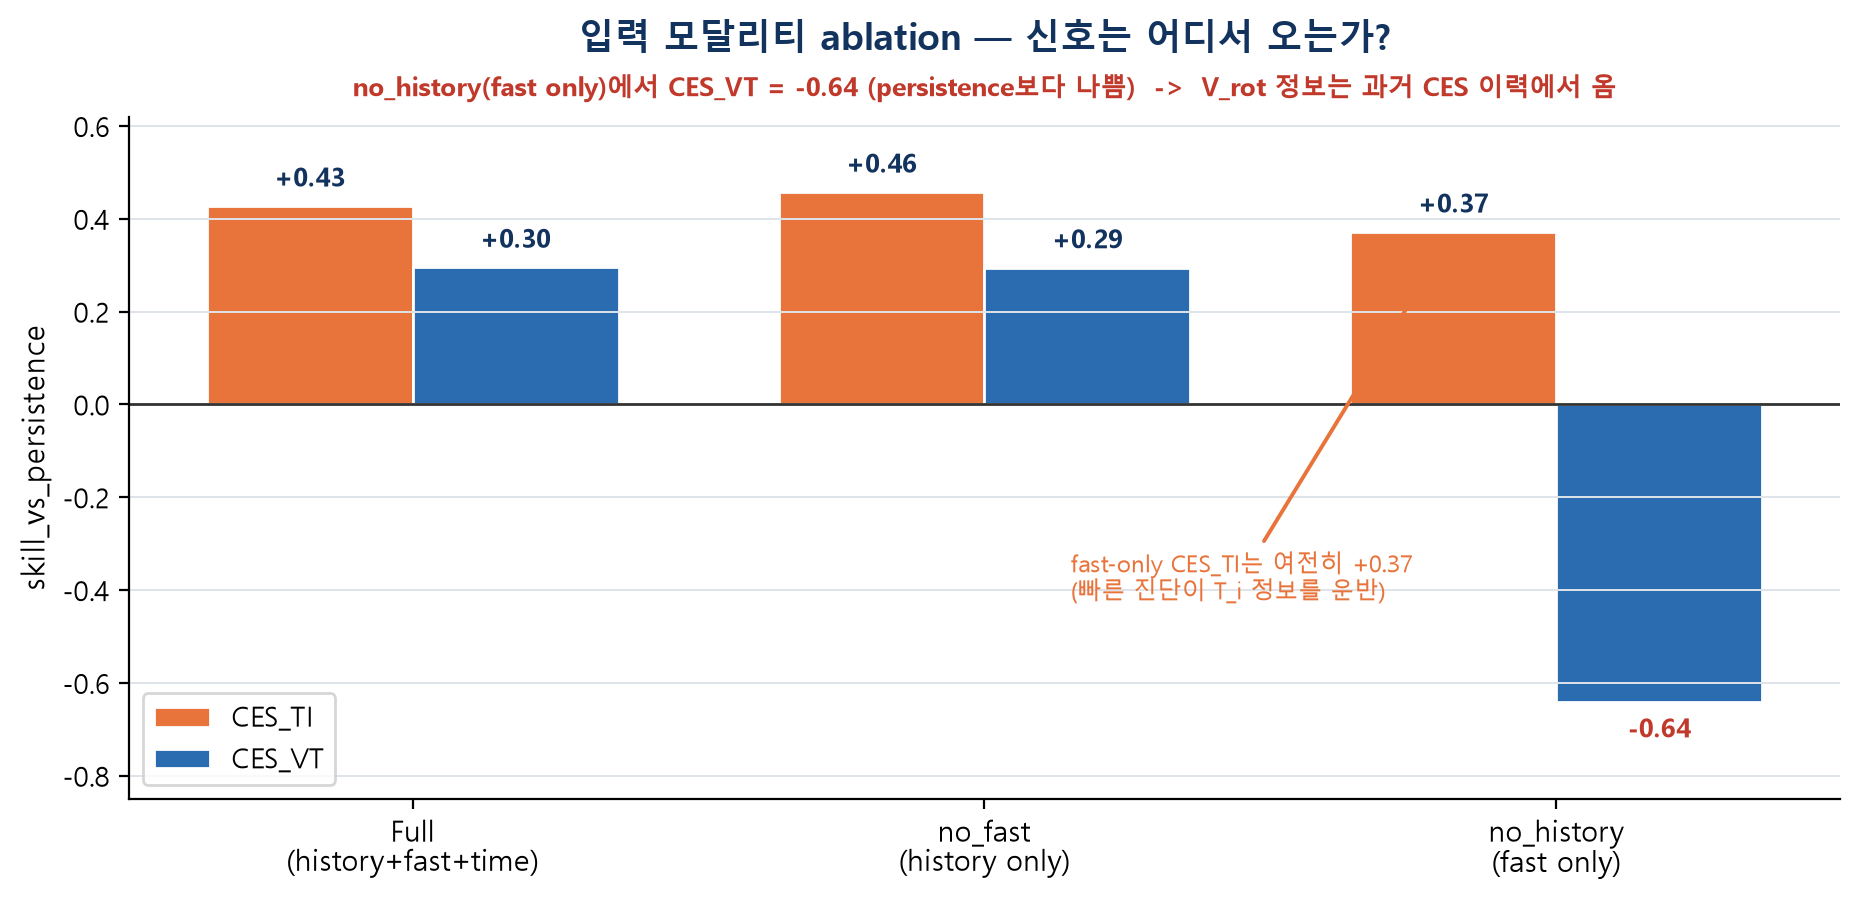 입력 모달리티 ablation — 신호는 어디서 오는가?
no_history(fast only)에서 CES_VT = -0.64 (persistence보다 나쁨)  ->  V_rot 정보는 과거 CES 이력에서 옴
skill_vs_persistence
0.6
0.4
0.2
0.0
-0.2
-0.4
-0.6
-0.8
+0.43
+0.30
+0.46
+0.29
+0.37
-0.64
fast-only CES_TI는 여전히 +0.37
(빠른 진단이 T_i 정보를 운반)
CES_TI
CES_VT
Full
(history+fast+time)
no_fast
(history only)
no_history
(fast only)